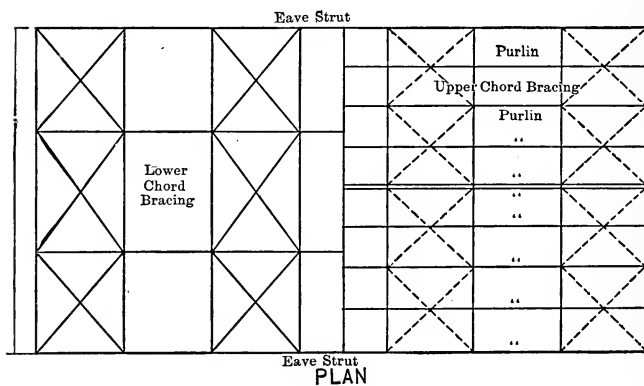 Eave Strut
Purlin
Upper Chord Bracing
Purlin
Lower
Chord
Bracing
"
"
"
"
"
"
"
Eave Strut
PLAN